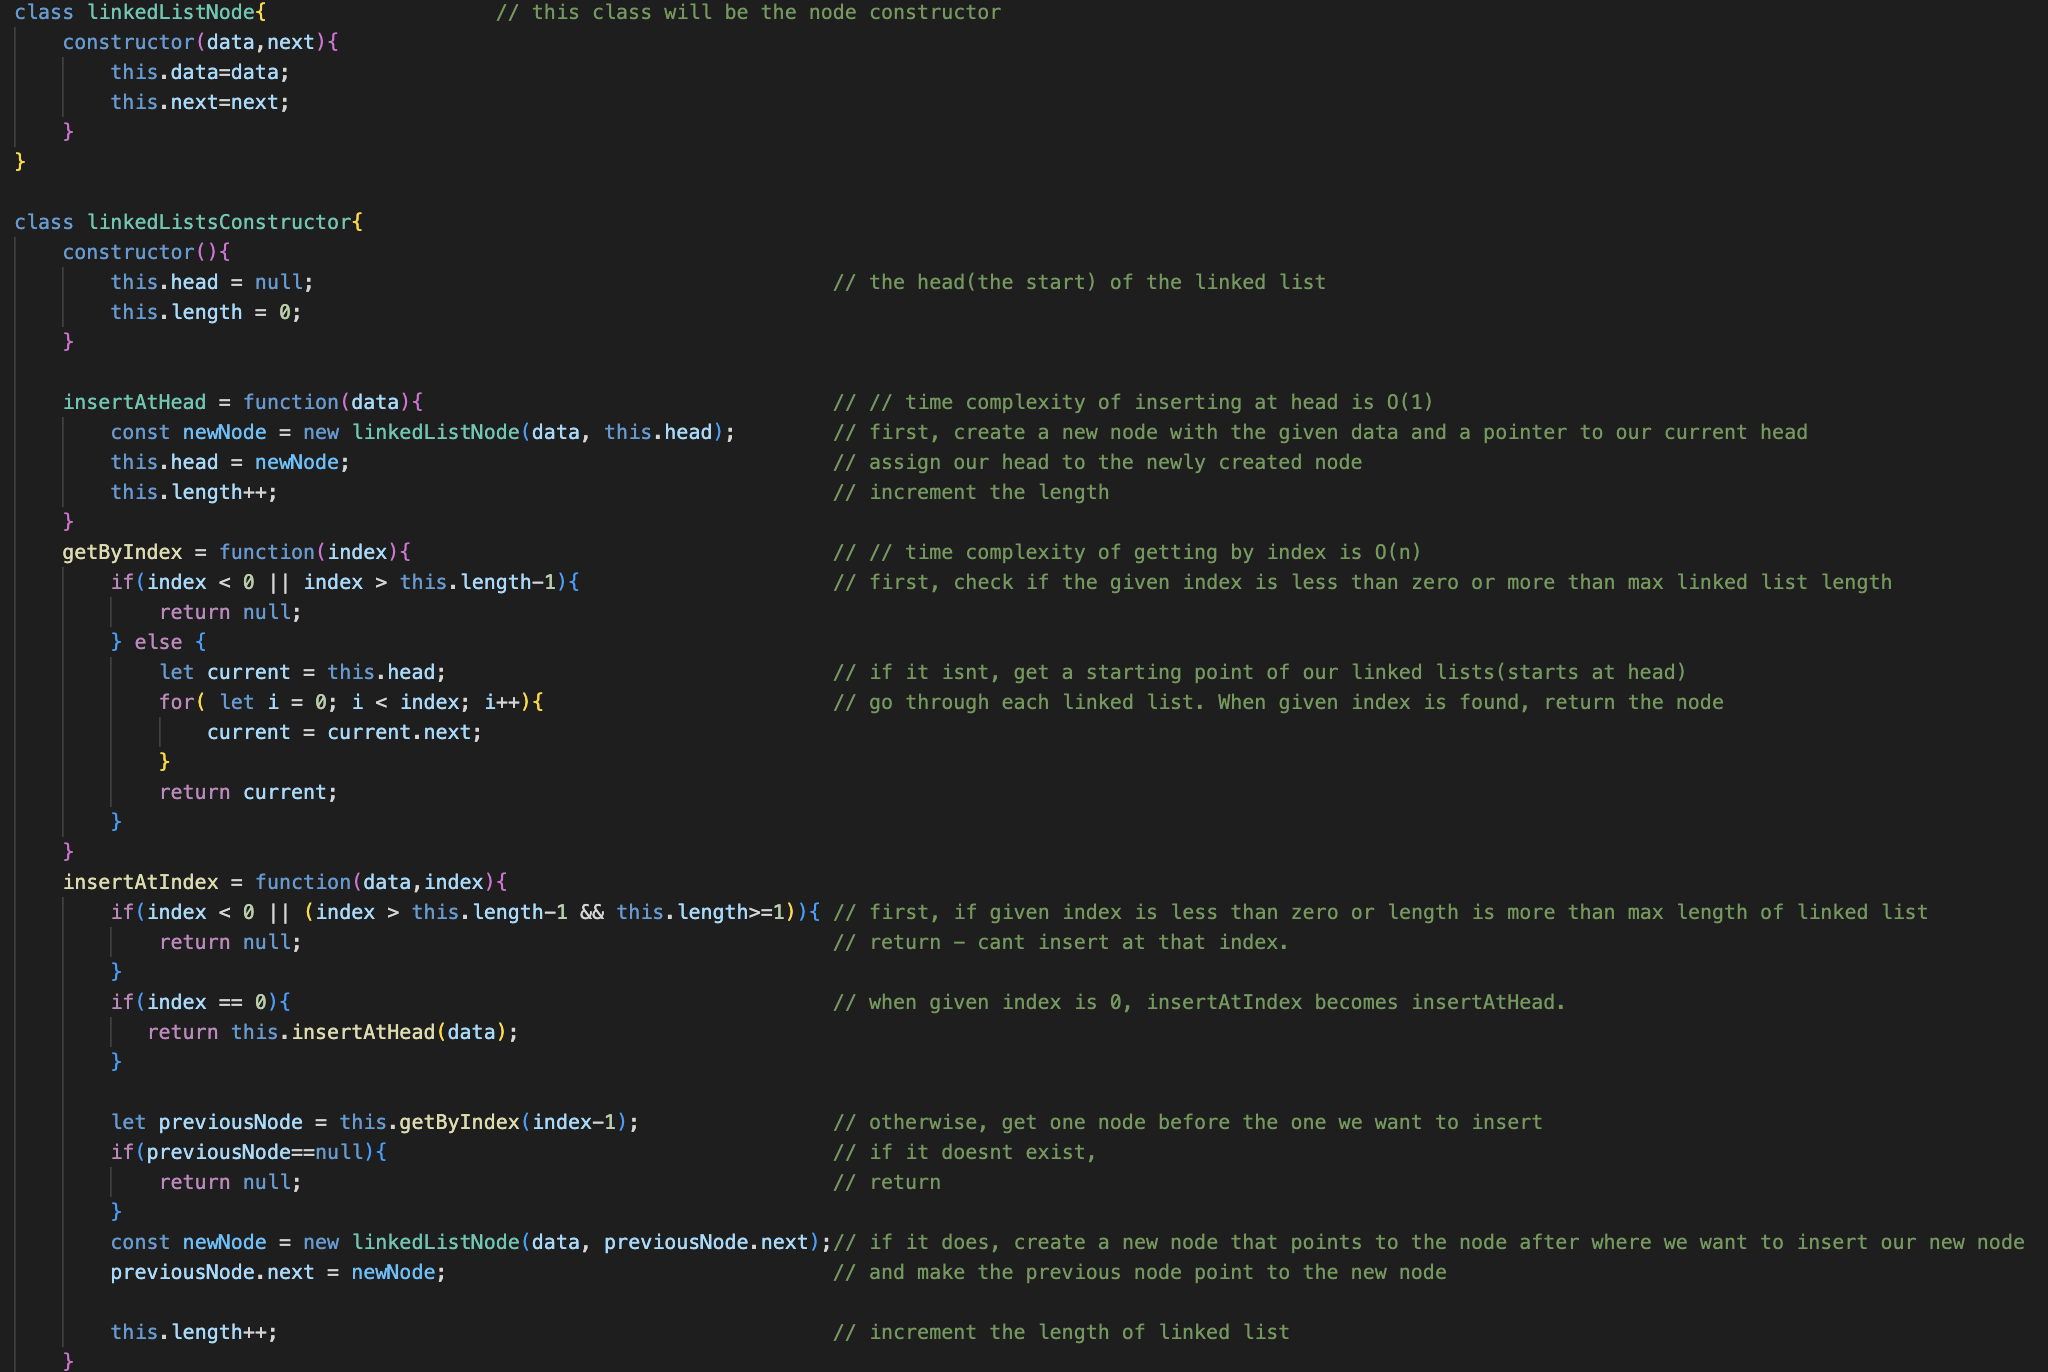 class linkedListNode{ // this class will be the node constructor
constructor(data,next){
this.data=data;
this.next=next;
}
}
class linkedListsConstructor{
constructor(){
this.head = null; // the head(the start) of the linked list
this.length = 0;
}
insertAtHead = function(data){ // // time complexity of inserting at head is O(1)
const newNode = new linkedListNode(data, this.head); // first, create a new node with the given data and a pointer to our current head
this.head = newNode; // assign our head to the newly created node
this.length++; // increment the length
}
getByIndex = function(index){ // // time complexity of getting by index is O(n)
if(index < 0 || index > this.length-1){ // first, check if the given index is less than zero or more than max linked list length
return null;
} else {
let current = this.head; // if it isnt, get a starting point of our linked lists(starts at head)
for( let i = 0; i < index; i++){ // go through each linked list. When given index is found, return the node
current = current.next;
}
return current;
}
}
insertAtIndex = function(data,index){
if(index < 0 || (index > this.length-1 && this.length>=1)){ // first, if given index is less than zero or length is more than max length of linked list
return null; // return - cant insert at that index.
}
if(index == 0){ // when given index is 0, insertAtIndex becomes insertAtHead.
return this.insertAtHead(data);
}
let previousNode = this.getByIndex(index-1); // otherwise, get one node before the one we want to insert
if(previousNode==null){ // if it doesnt exist,
return null; // return
}
const newNode = new linkedListNode(data, previousNode.next);// if it does, create a new node that points to the node after where we want to insert our new node
previousNode.next = newNode; // and make the previous node point to the new node
this.length++; // increment the length of linked list
}